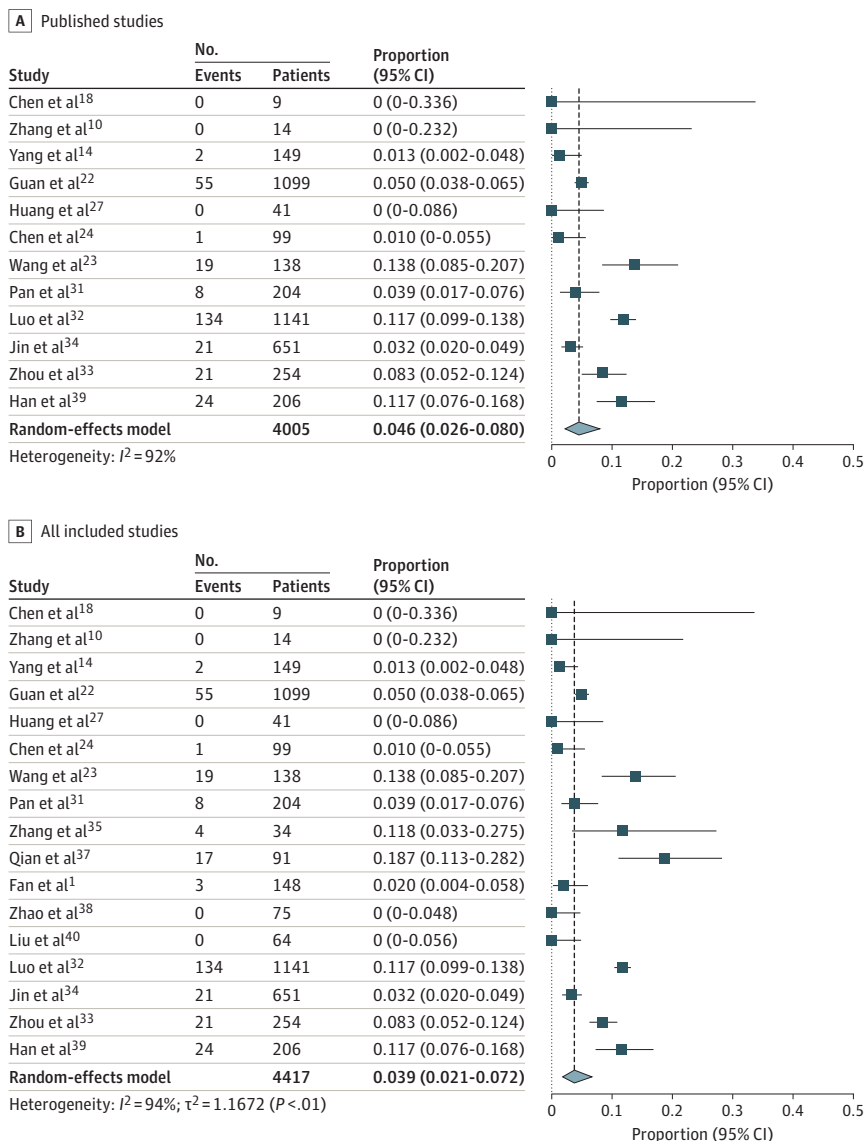 A Published studies
No.
Study Events Patients Proportion (95% CI)
Chen et al18 0 9 0 (0-0.336)
Zhang et al10 0 14 0 (0-0.232)
Yang et al14 2 149 0.013 (0.002-0.048)
Guan et al22 55 1099 0.050 (0.038-0.065)
Huang et al27 0 41 0 (0-0.086)
Chen et al24 1 99 0.010 (0-0.055)
Wang et al23 19 138 0.138 (0.085-0.207)
Pan et al31 8 204 0.039 (0.017-0.076)
Luo et al32 134 1141 0.117 (0.099-0.138)
Jin et al34 21 651 0.032 (0.020-0.049)
Zhou et al33 21 254 0.083 (0.052-0.124)
Han et al39 24 206 0.117 (0.076-0.168)
Random-effects model 4005 0.046 (0.026-0.080)
Heterogeneity: I2 = 92%
0 0.1 0.2 0.3 0.4 0.5
Proportion (95% CI)
B All included studies
No.
Study Events Patients Proportion (95% CI)
Chen et al18 0 9 0 (0-0.336)
Zhang et al10 0 14 0 (0-0.232)
Yang et al14 2 149 0.013 (0.002-0.048)
Guan et al22 55 1099 0.050 (0.038-0.065)
Huang et al27 0 41 0 (0-0.086)
Chen et al24 1 99 0.010 (0-0.055)
Wang et al23 19 138 0.138 (0.085-0.207)
Pan et al31 8 204 0.039 (0.017-0.076)
Zhang et al35 4 34 0.118 (0.033-0.275)
Qian et al37 17 91 0.187 (0.113-0.282)
Fan et al1 3 148 0.020 (0.004-0.058)
Zhao et al38 0 75 0 (0-0.048)
Liu et al40 0 64 0 (0-0.056)
Luo et al32 134 1141 0.117 (0.099-0.138)
Jin et al34 21 651 0.032 (0.020-0.049)
Zhou et al33 21 254 0.083 (0.052-0.124)
Han et al39 24 206 0.117 (0.076-0.168)
Random-effects model 4417 0.039 (0.021-0.072)
Heterogeneity: I2 = 94%; τ2 = 1.1672 (P <.01)
0 0.1 0.2 0.3 0.4 0.5
Proportion (95% CI)